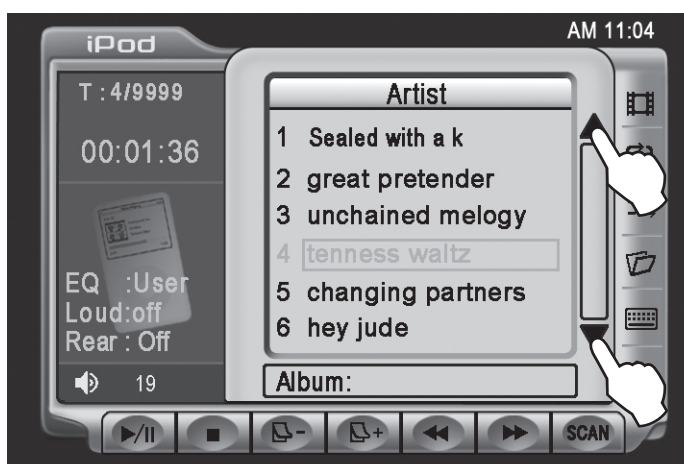 iPod
AM 11:04
T : 4/9999
00:01:36
EQ :User
Loud:off
Rear : Off
19
Artist
1 Sealed with a k
2 great pretender
3 unchained melogy
4 tenness waltz
5 changing partners
6 hey jude
Album:
SCAN